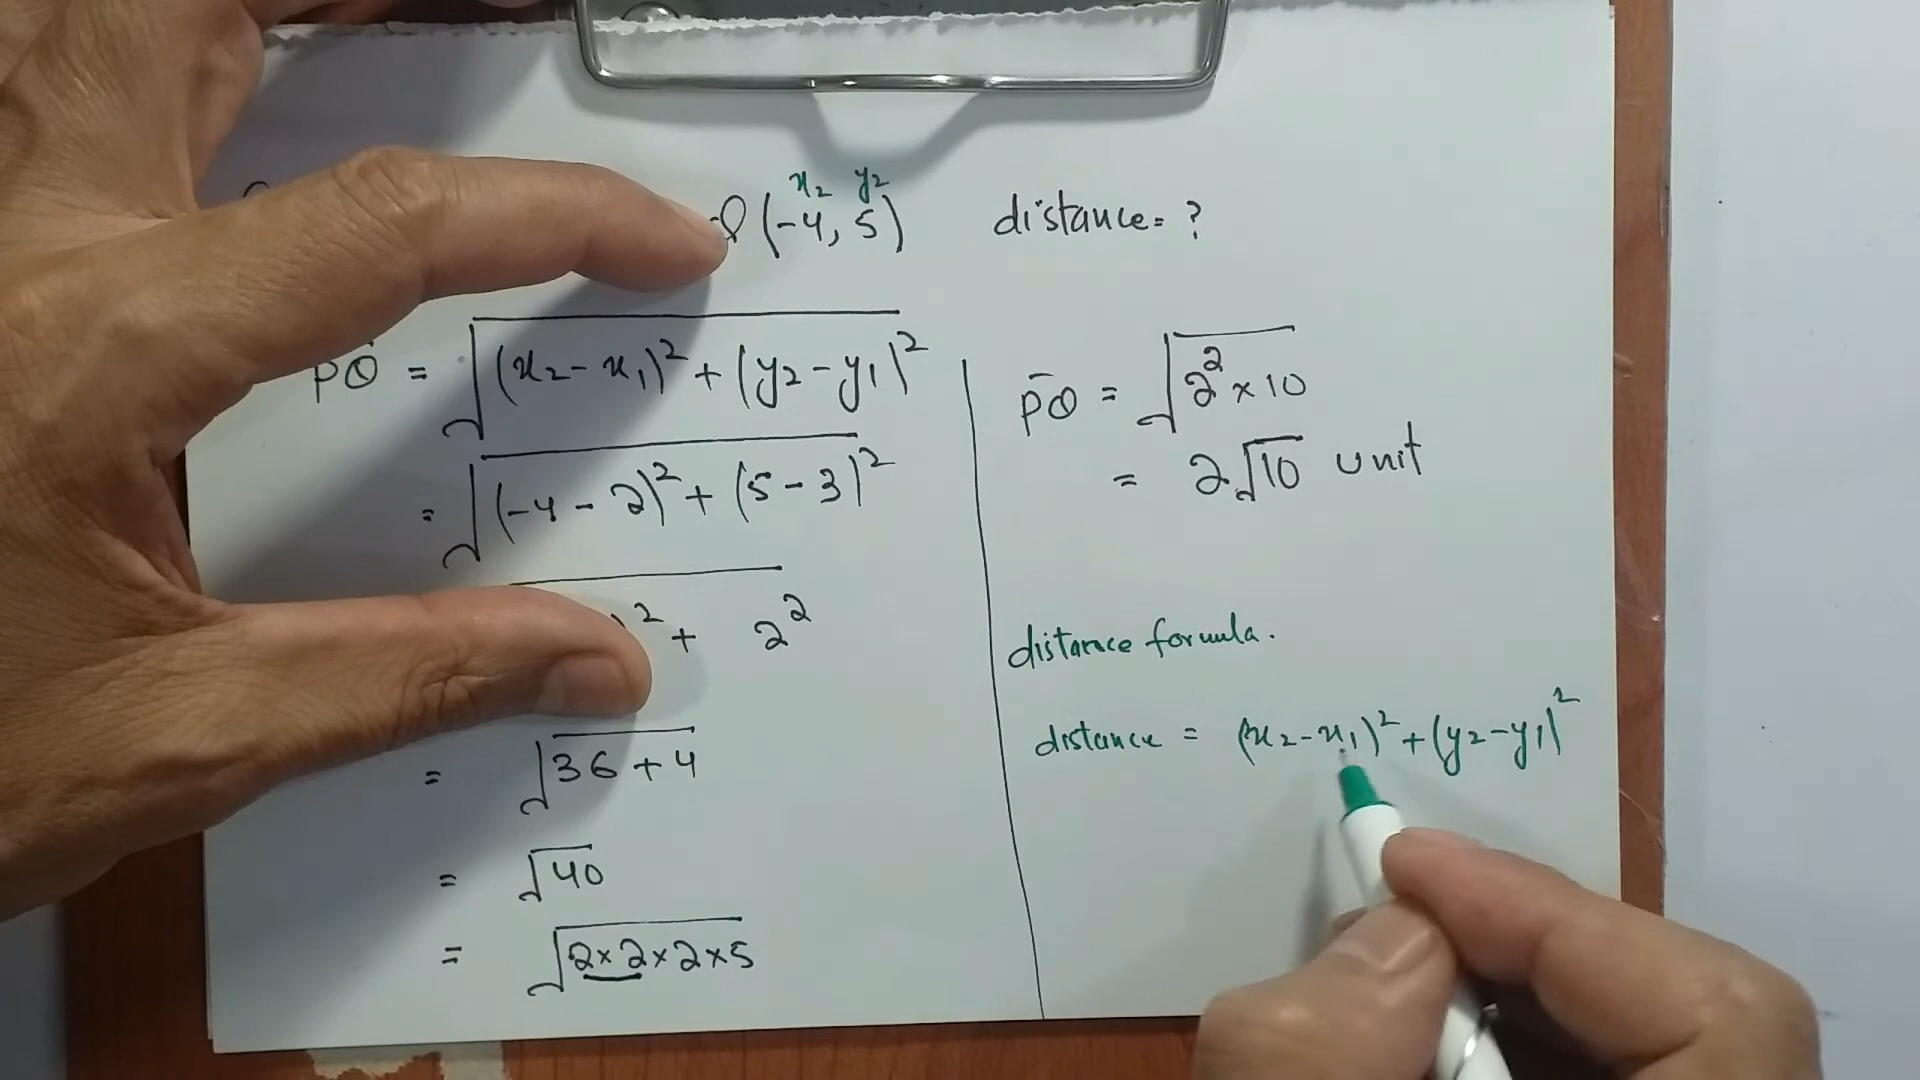 x₂ y₂
Q (-4, 5) distance = ?
PQ = √(x₂ - x₁)² + (y₂ - y₁)²
= √(-4 - 2)² + (5 - 3)²
² + 2²
= √36 + 4
= √40
= √2 × 2 × 2 × 5
PQ = √2² × 10
= 2√10 unit
distance formula.
distance = (x₂ - x₁)² + (y₂ - y₁)²